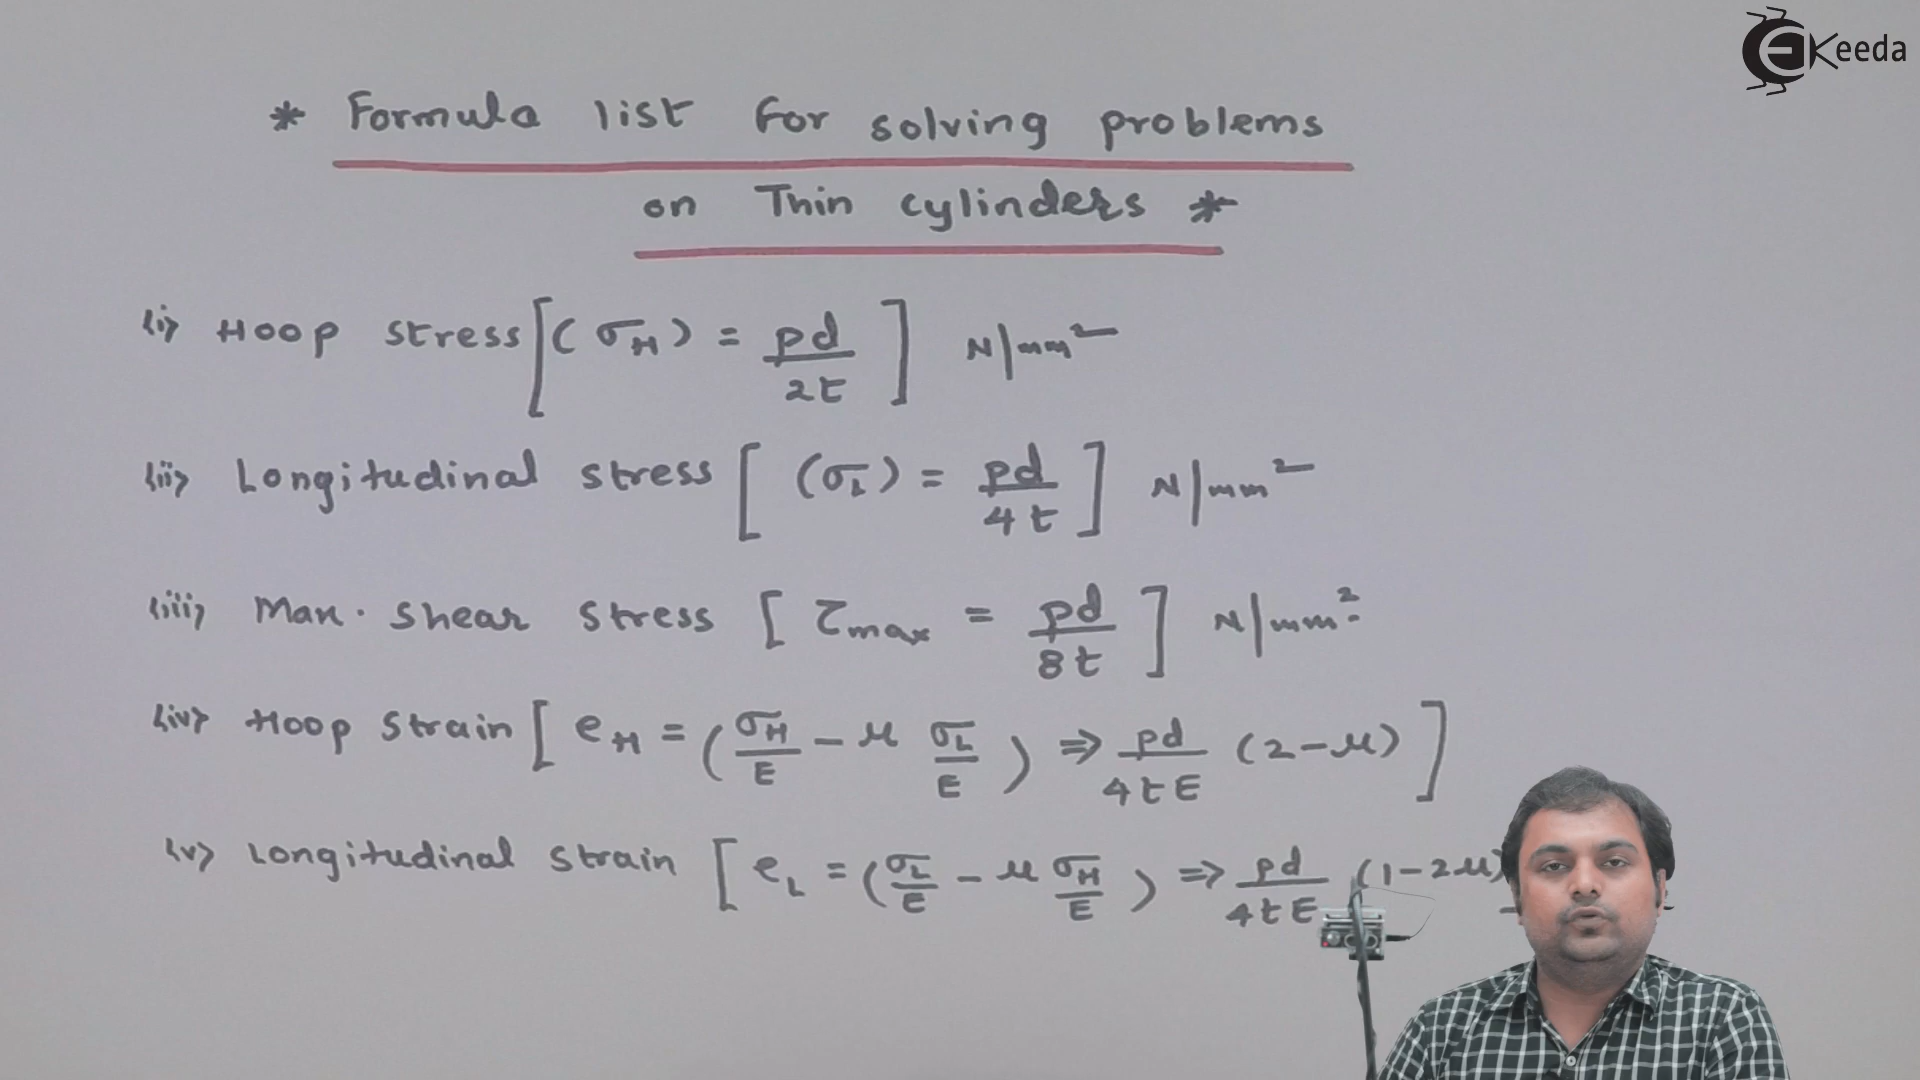 Keeda
* Formula list for solving problems
on Thin cylinders *
(i) Hoop stress [(σH) = pd/2t] N/mm²
(ii) Longitudinal stress [(σL) = pd/4t] N/mm²
(iii) Max. shear stress [τmax = pd/8t] N/mm²
(iv) Hoop strain [eH = (σH/E - μ σL/E) ⇒ pd/4tE (2-μ)]
(v) Longitudinal strain [eL = (σL/E - μ σH/E) ⇒ pd/4tE (1-2μ)